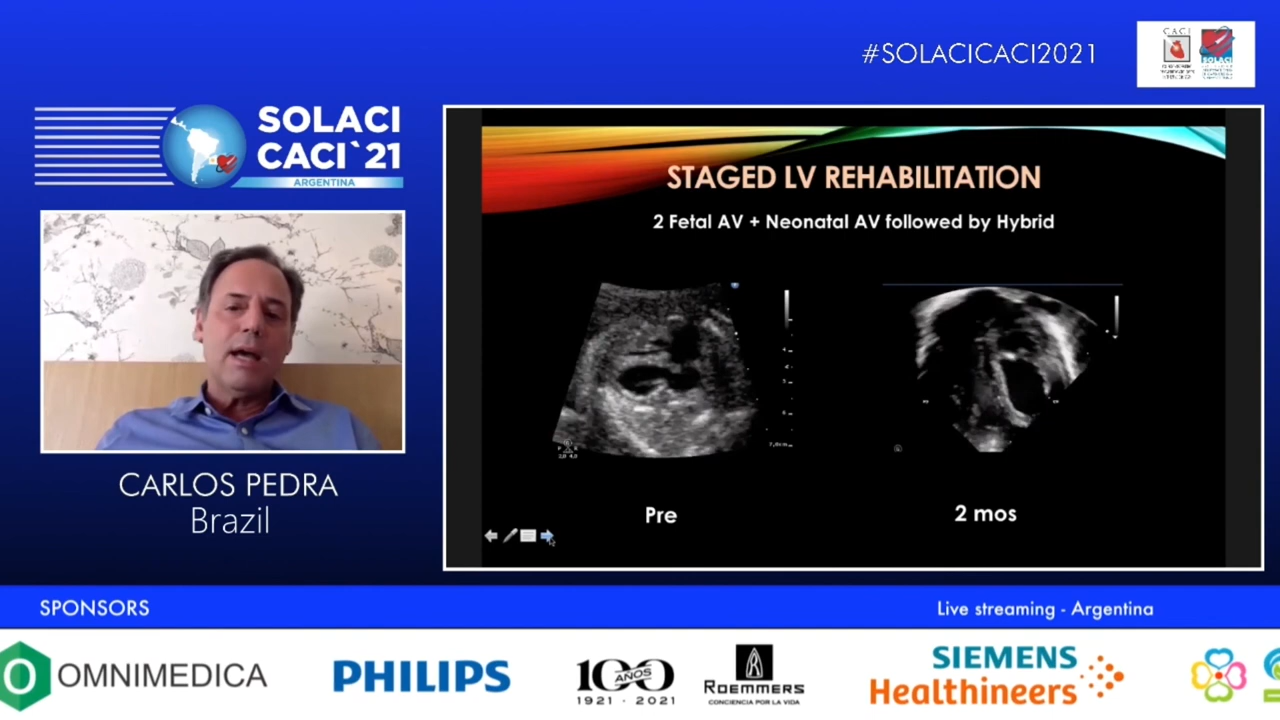 #SOLACICACI2021
CACI
SOLACI
SOLACI
CACI`21
ARGENTINA
STAGED LV REHABILITATION
2 Fetal AV + Neonatal AV followed by Hybrid
Pre
2 mos
CARLOS PEDRA
Brazil
SPONSORS
Live streaming - Argentina
OMNIMEDICA
PHILIPS
100
AÑOS
1921 - 2021
R
ROEMMERS
CONCIENCIA POR LA VIDA
SIEMENS
Healthineers